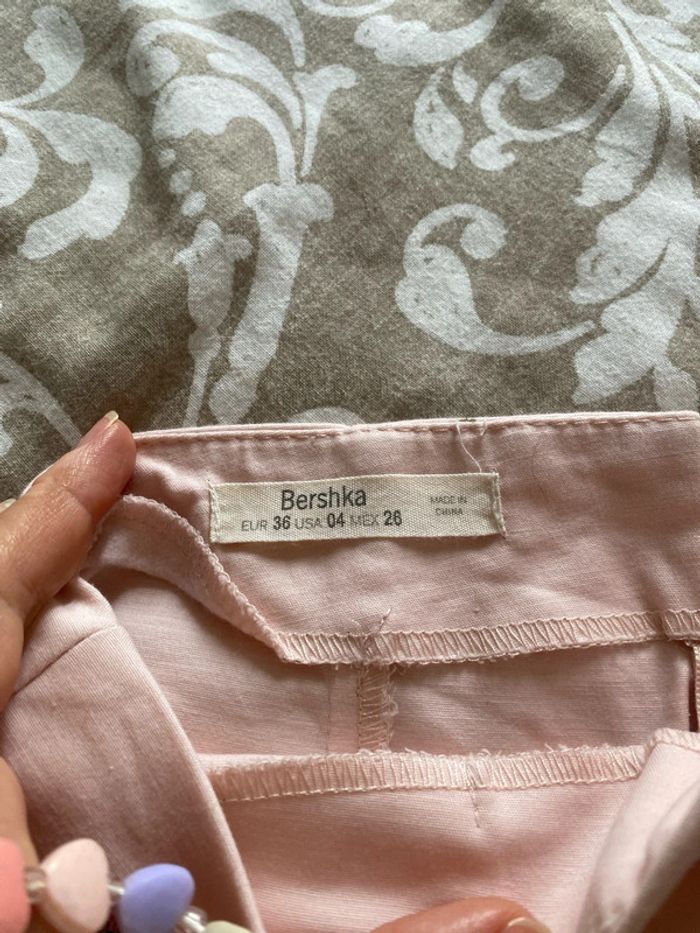 Bershka
EUR 36 USA 04 MEX 26
MADE IN
CHINA